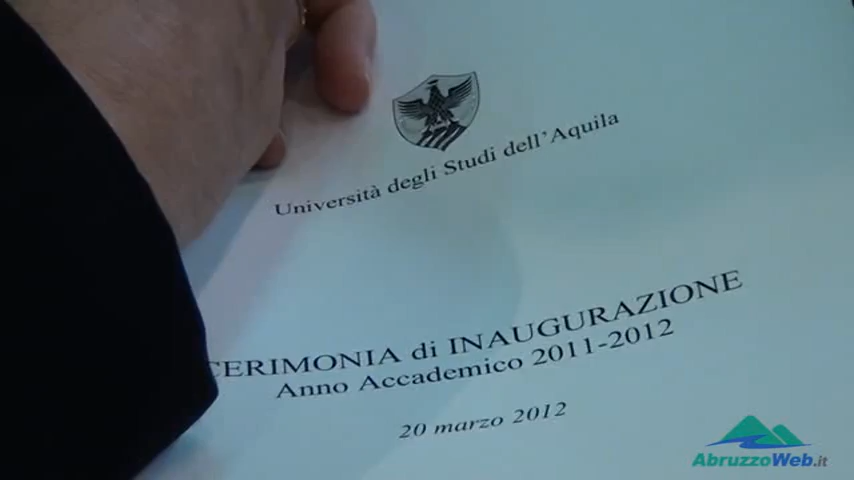 Università degli Studi dell'Aquila
CERIMONIA di INAUGURAZIONE
Anno Accademico 2011-2012
20 marzo 2012
AbruzzoWeb.it